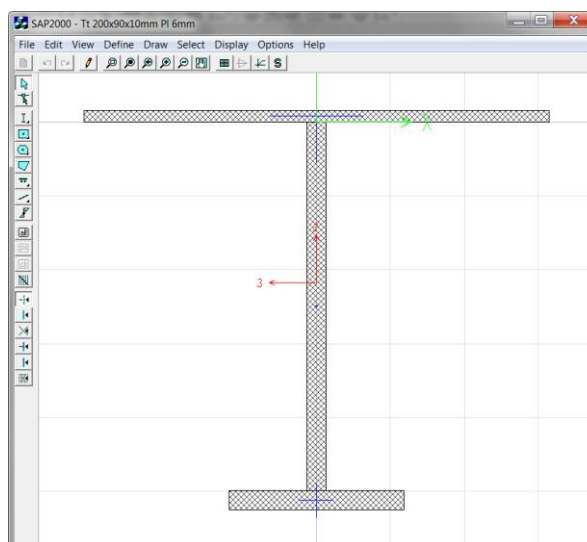 SAP2000 - Tt 200x90x10mm Pl 6mm
File Edit View Define Draw Select Display Options Help
S
X
2
3